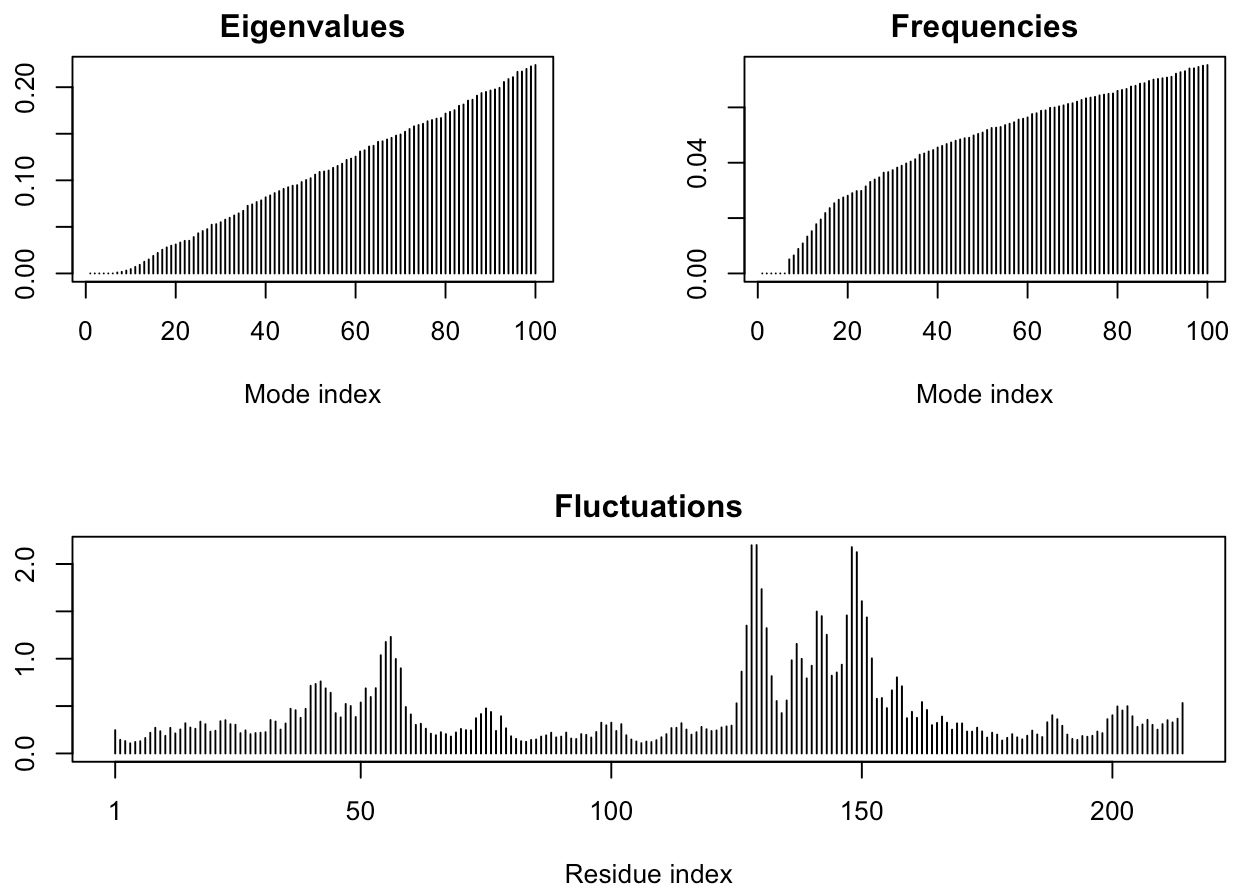 Eigenvalues
0.00 0.10 0.20
0 20 40 60 80 100
Mode index
Frequencies
0.00 0.04
0 20 40 60 80 100
Mode index
Fluctuations
0.0 1.0 2.0
1 50 100 150 200
Residue index